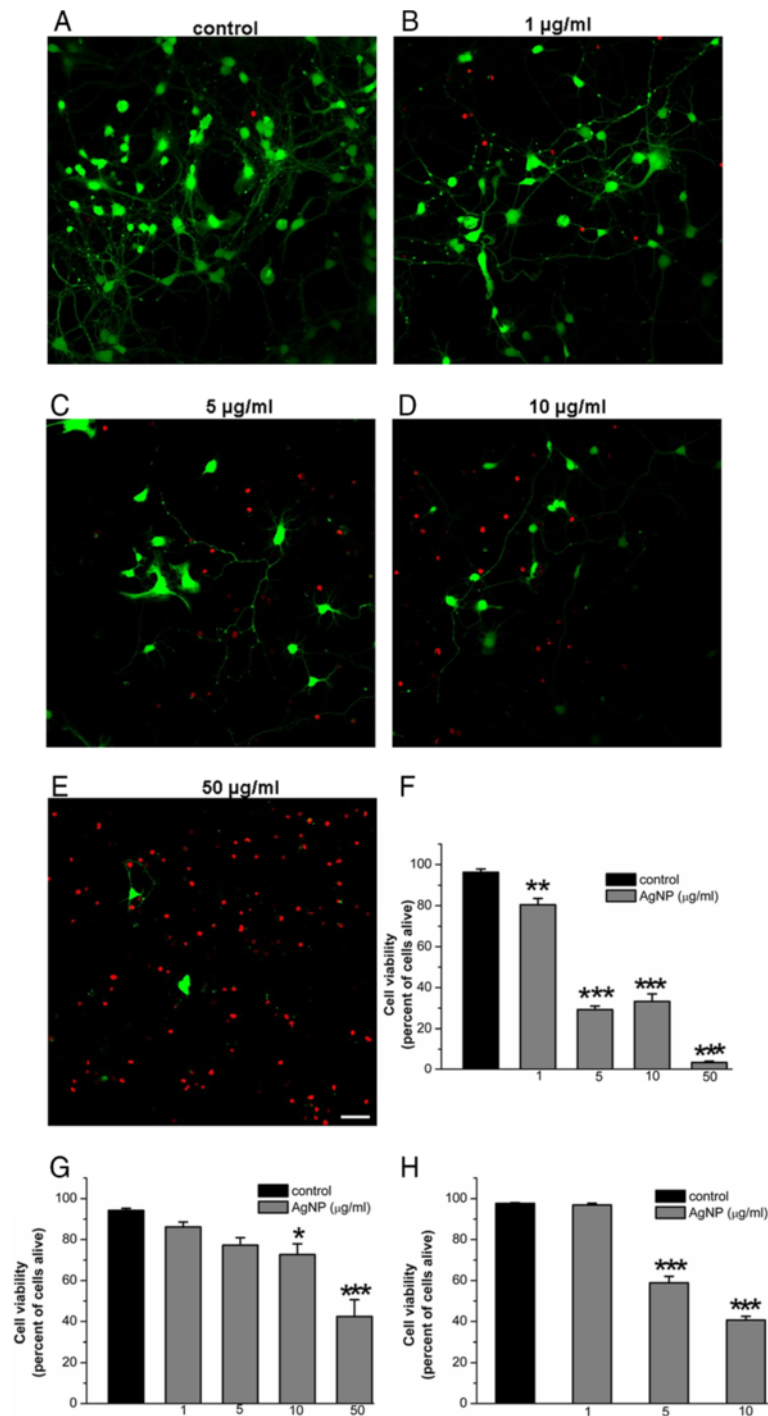 A
control
B
1 µg/ml
C
5 µg/ml
D
10 µg/ml
E
50 µg/ml
F
100
80
60
40
20
0
Cell viability
(percent of cells alive)
control
AgNP (µg/ml)
**
***
***
***
1 5 10 50
G
100
80
60
40
20
0
Cell viability
(percent of cells alive)
control
AgNP (µg/ml)
*
***
1 5 10 50
H
100
80
60
40
20
0
Cell viability
(percent of cells alive)
control
AgNP (µg/ml)
***
***
1 5 10